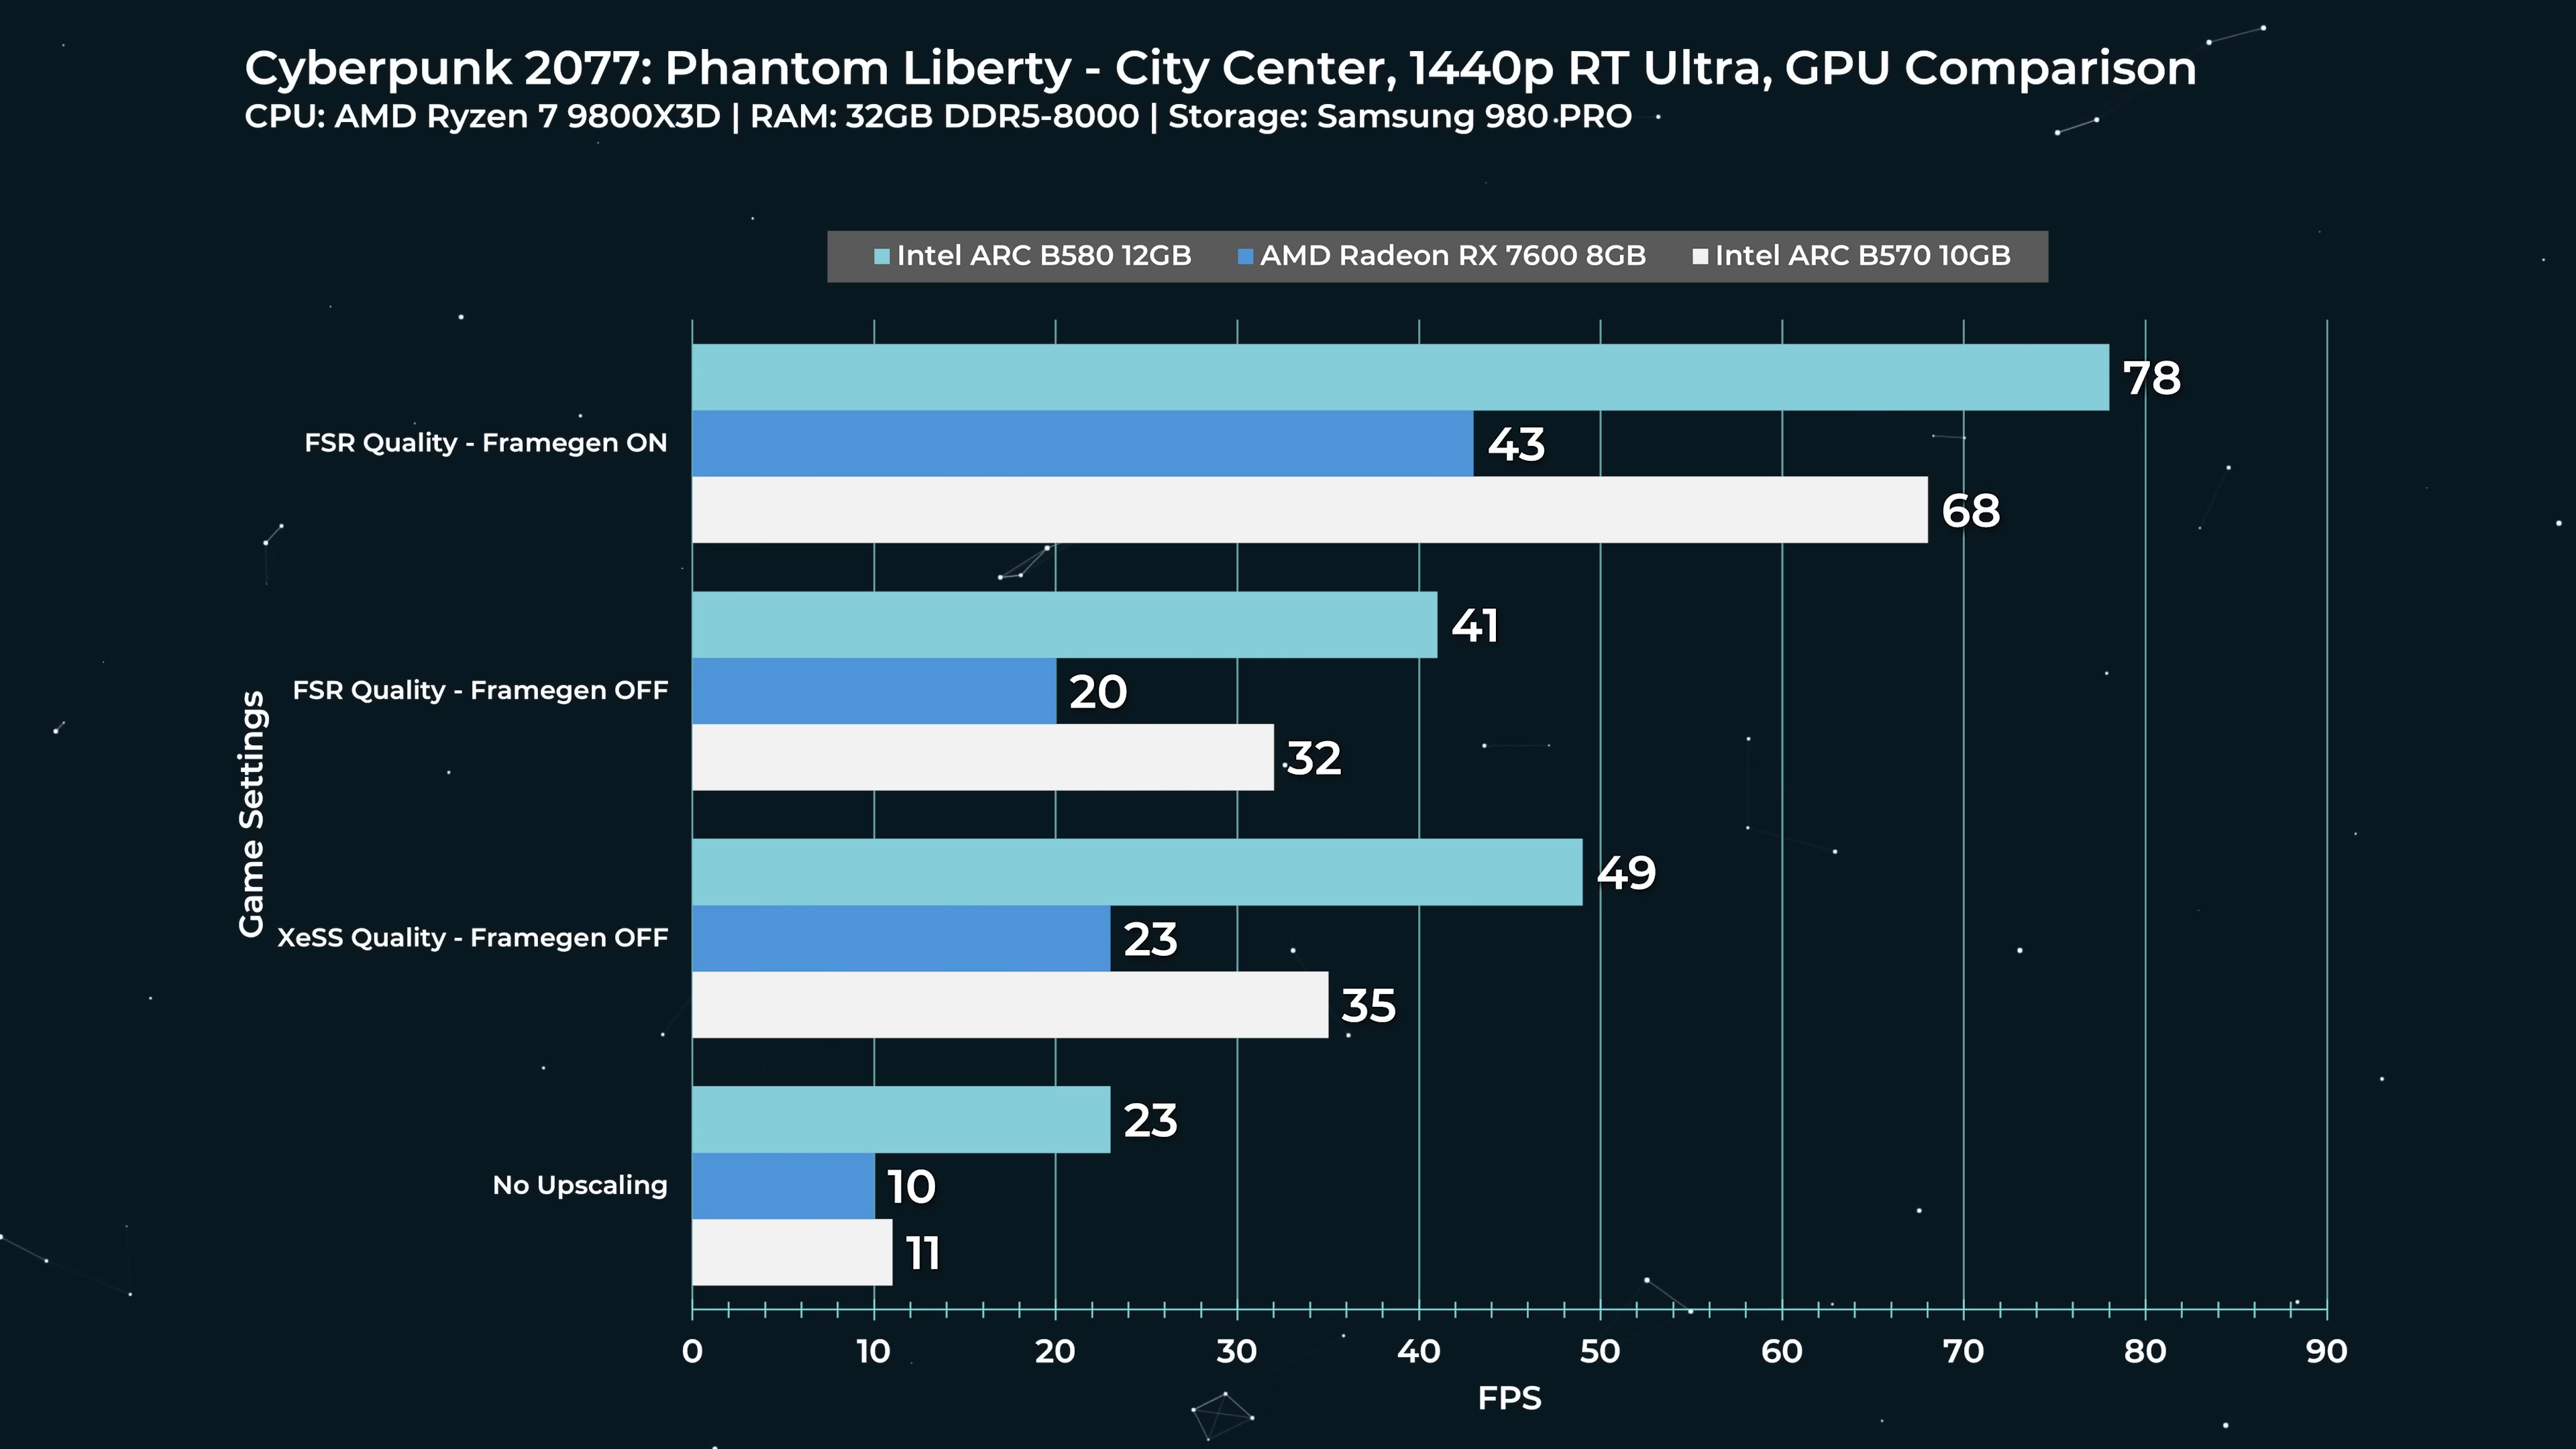 Cyberpunk 2077: Phantom Liberty - City Center, 1440p RT Ultra, GPU Comparison
CPU: AMD Ryzen 7 9800X3D | RAM: 32GB DDR5-8000 | Storage: Samsung 980 PRO
Intel ARC B580 12GB AMD Radeon RX 7600 8GB Intel ARC B570 10GB
Game Settings
FSR Quality - Framegen ON
78
43
68
FSR Quality - Framegen OFF
41
20
32
XeSS Quality - Framegen OFF
49
23
35
No Upscaling
23
10
11
0 10 20 30 40 50 60 70 80 90
FPS